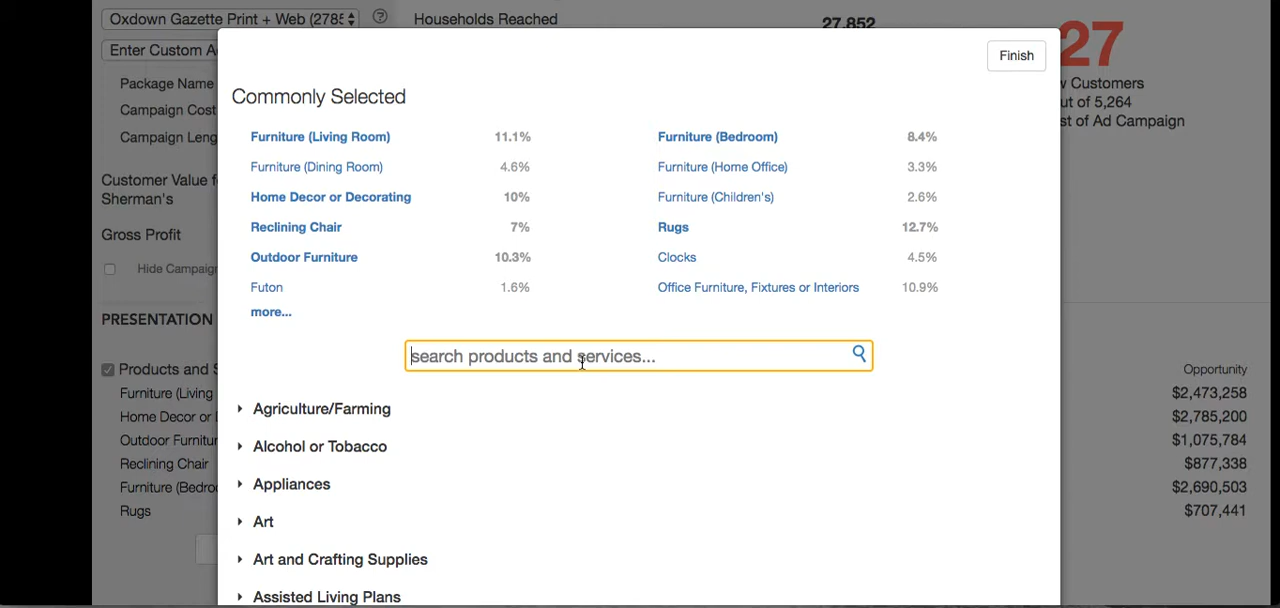 Oxdown Gazette Print + Web (2785
?
Households Reached
27,852
Enter Custom A
Package Name
Campaign Cost
Campaign Leng
Customer Value f
Sherman's
Gross Profit
Hide Campaign
PRESENTATION
Products and S
Furniture (Living
Home Decor or
Outdoor Furnitu
Reclining Chair
Furniture (Bedro
Rugs
Finish
Commonly Selected
Furniture (Living Room) 11.1% Furniture (Bedroom) 8.4%
Furniture (Dining Room) 4.6% Furniture (Home Office) 3.3%
Home Decor or Decorating 10% Furniture (Children's) 2.6%
Reclining Chair 7% Rugs 12.7%
Outdoor Furniture 10.3% Clocks 4.5%
Futon 1.6% Office Furniture, Fixtures or Interiors 10.9%
more...
search products and services...
Agriculture/Farming
Alcohol or Tobacco
Appliances
Art
Art and Crafting Supplies
Assisted Living Plans
27
w Customers
ut of 5,264
st of Ad Campaign
Opportunity
$2,473,258
$2,785,200
$1,075,784
$877,338
$2,690,503
$707,441